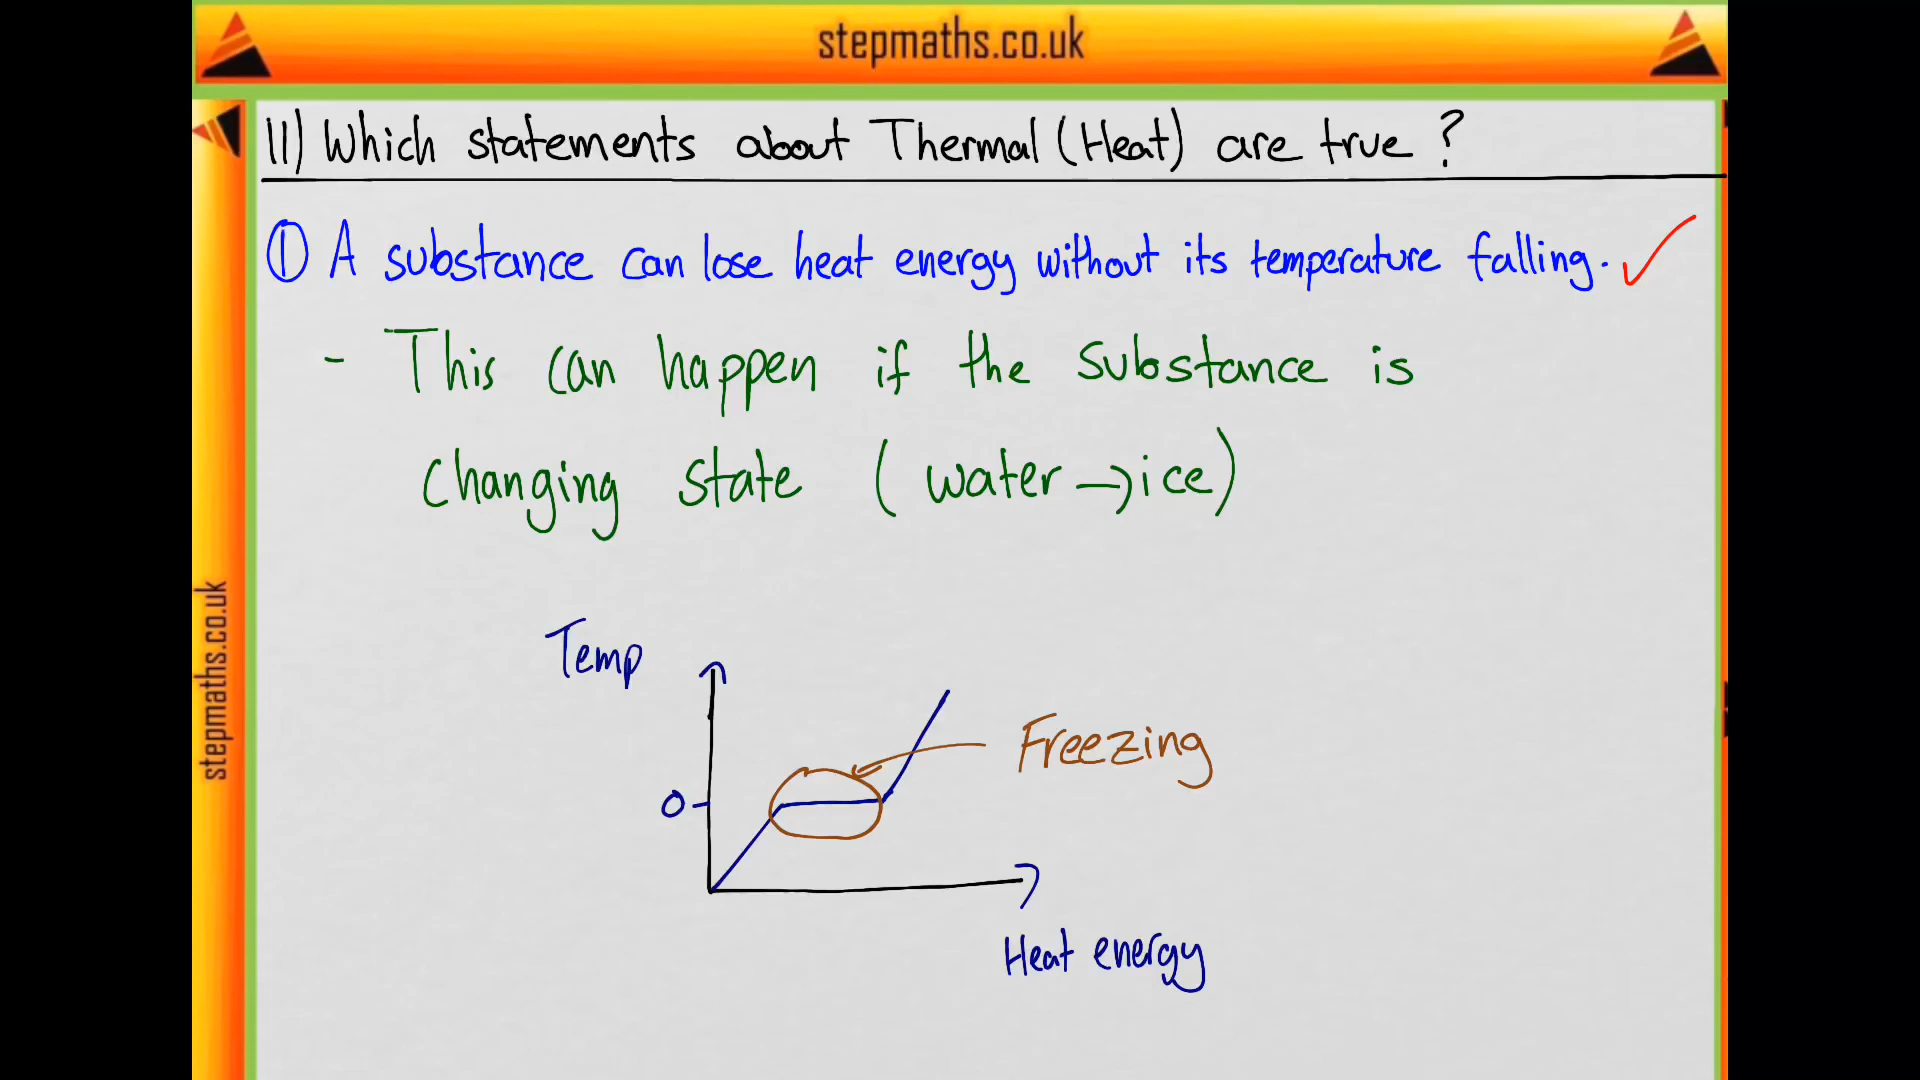 stepmaths.co.uk
11) Which statements about Thermal (Heat) are true?
① A substance can lose heat energy without its temperature falling. ✓
- This can happen if the substance is
changing state (water → ice)
Temp
Freezing
0
Heat energy
stepmaths.co.uk